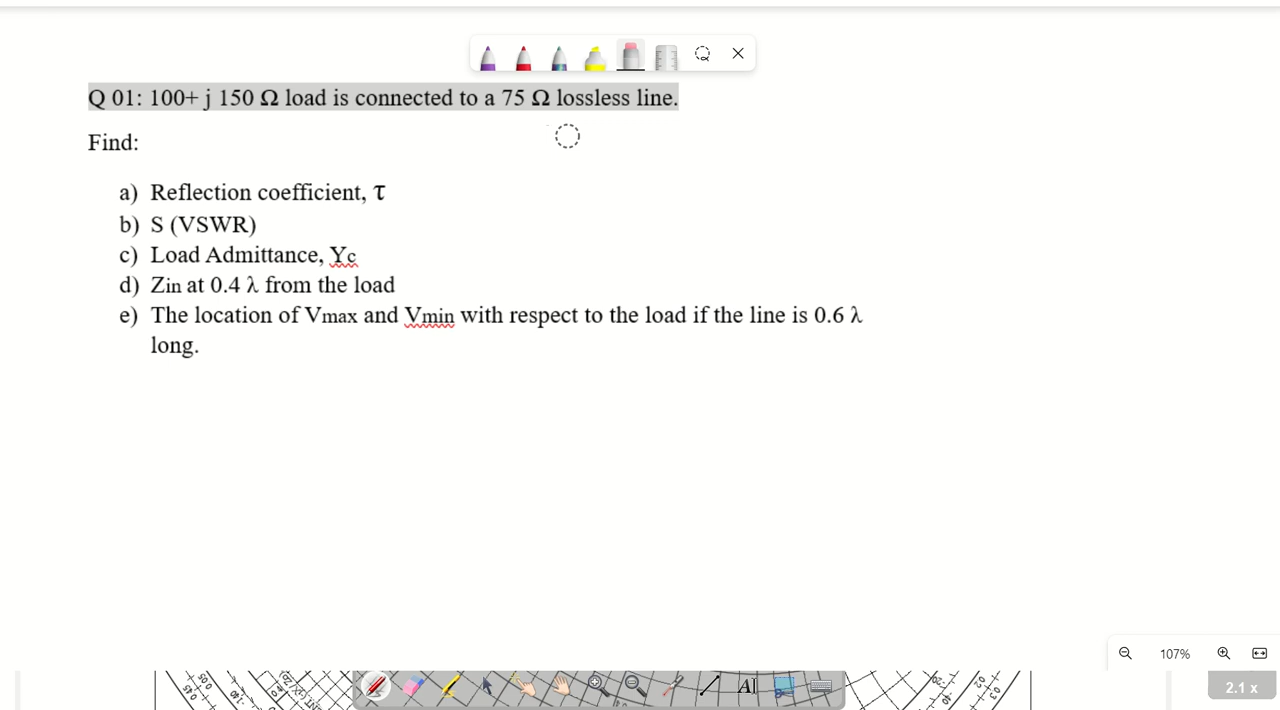 Q 01: 100+ j 150 Ω load is connected to a 75 Ω lossless line.
Find:
a) Reflection coefficient, τ
b) S (VSWR)
c) Load Admittance, Yc
d) Zin at 0.4 λ from the load
e) The location of Vmax and Vmin with respect to the load if the line is 0.6 λ
long.
107%
2.1 x